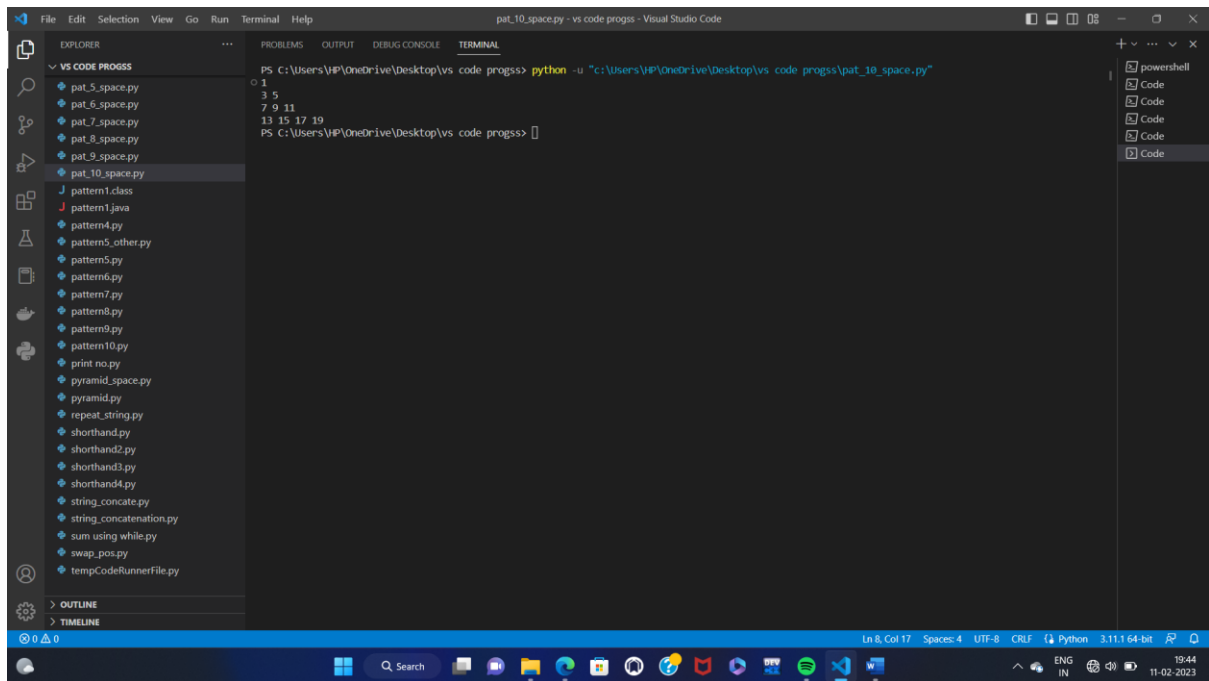 File Edit Selection View Go Run Terminal Help
pat_10_space.py - vs code progss - Visual Studio Code
EXPLORER
VS CODE PROGSS
pat_5_space.py
pat_6_space.py
pat_7_space.py
pat_8_space.py
pat_9_space.py
pat_10_space.py
pattern1.class
pattern1.java
pattern4.py
pattern5_other.py
pattern5.py
pattern6.py
pattern7.py
pattern8.py
pattern9.py
pattern10.py
print no.py
pyramid_space.py
pyramid.py
repeat_string.py
shorthand.py
shorthand2.py
shorthand3.py
shorthand4.py
string_concate.py
string_concatenation.py
sum using while.py
swap_pos.py
tempCodeRunnerFile.py
OUTLINE
TIMELINE
PROBLEMS OUTPUT DEBUG CONSOLE TERMINAL
PS C:\Users\HP\OneDrive\Desktop\vs code progss> python -u "c:\Users\HP\OneDrive\Desktop\vs code progss\pat_10_space.py"
1
3 5
7 9 11
13 15 17 19
PS C:\Users\HP\OneDrive\Desktop\vs code progss>
powershell
Code
Code
Code
Code
Code
0 0
Ln 8, Col 17 Spaces: 4 UTF-8 CRLF Python 3.11.1 64-bit
Search
ENG
IN
19:44
11-02-2023